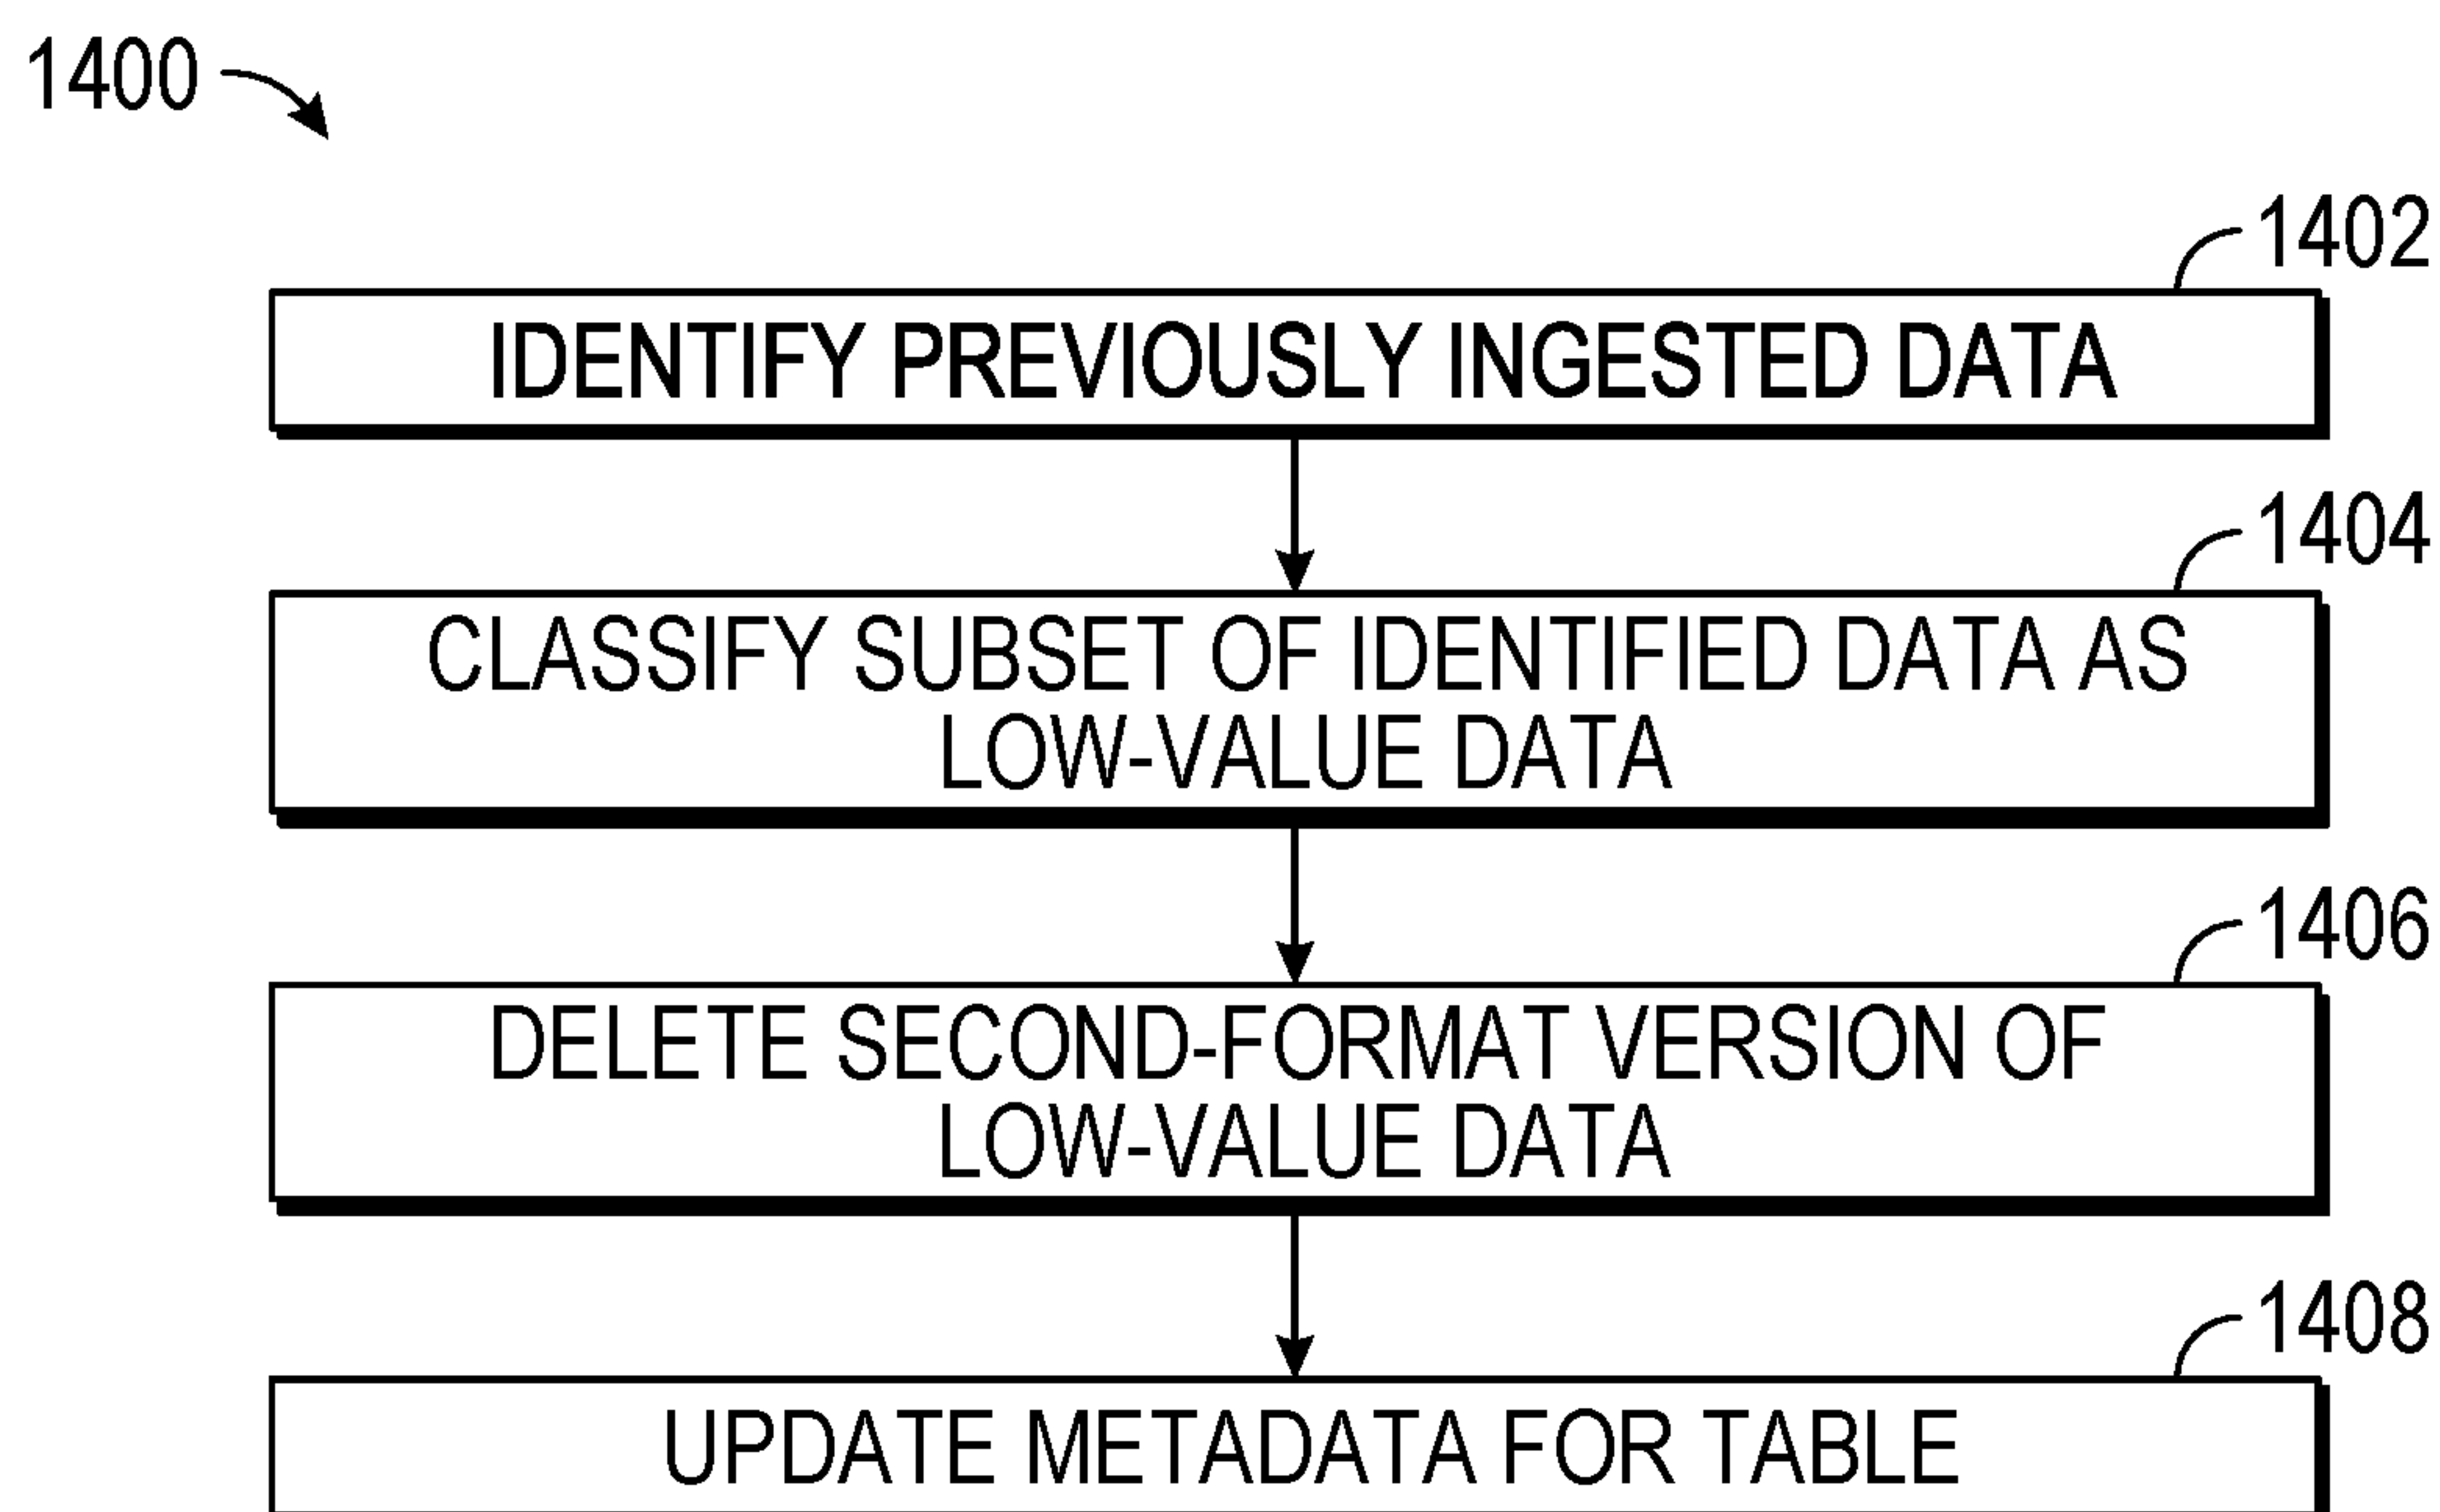 1400
1402
IDENTIFY PREVIOUSLY INGESTED DATA
1404
CLASSIFY SUBSET OF IDENTIFIED DATA AS
LOW-VALUE DATA
1406
DELETE SECOND-FORMAT VERSION OF
LOW-VALUE DATA
1408
UPDATE METADATA FOR TABLE